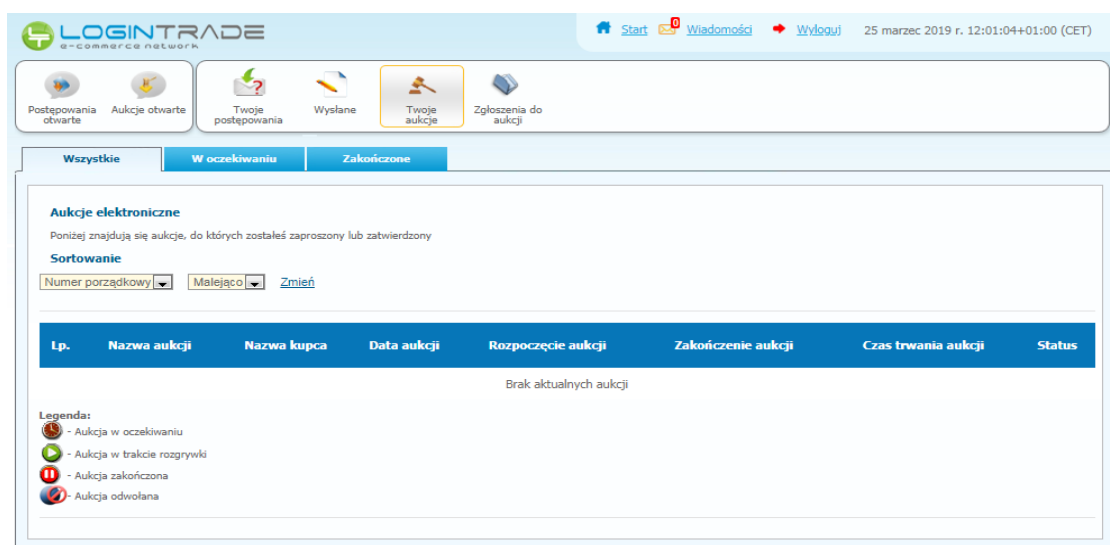 LOGINTRADE
e-commerce network
Start 0 Wiadomości Wyloguj 25 marzec 2019 r. 12:01:04+01:00 (CET)
Postępowania otwarte
Aukcje otwarte
Twoje postępowania
Wysłane
Twoje aukcje
Zgłoszenia do aukcji
Wszystkie W oczekiwaniu Zakończone
Aukcje elektroniczne
Poniżej znajdują się aukcje, do których zostałeś zaproszony lub zatwierdzony
Sortowanie
Numer porządkowy Malejąco Zmień
Lp. Nazwa aukcji Nazwa kupca Data aukcji Rozpoczęcie aukcji Zakończenie aukcji Czas trwania aukcji Status
Brak aktualnych aukcji
Legenda:
- Aukcja w oczekiwaniu
- Aukcja w trakcie rozgrywki
- Aukcja zakończona
- Aukcja odwołana